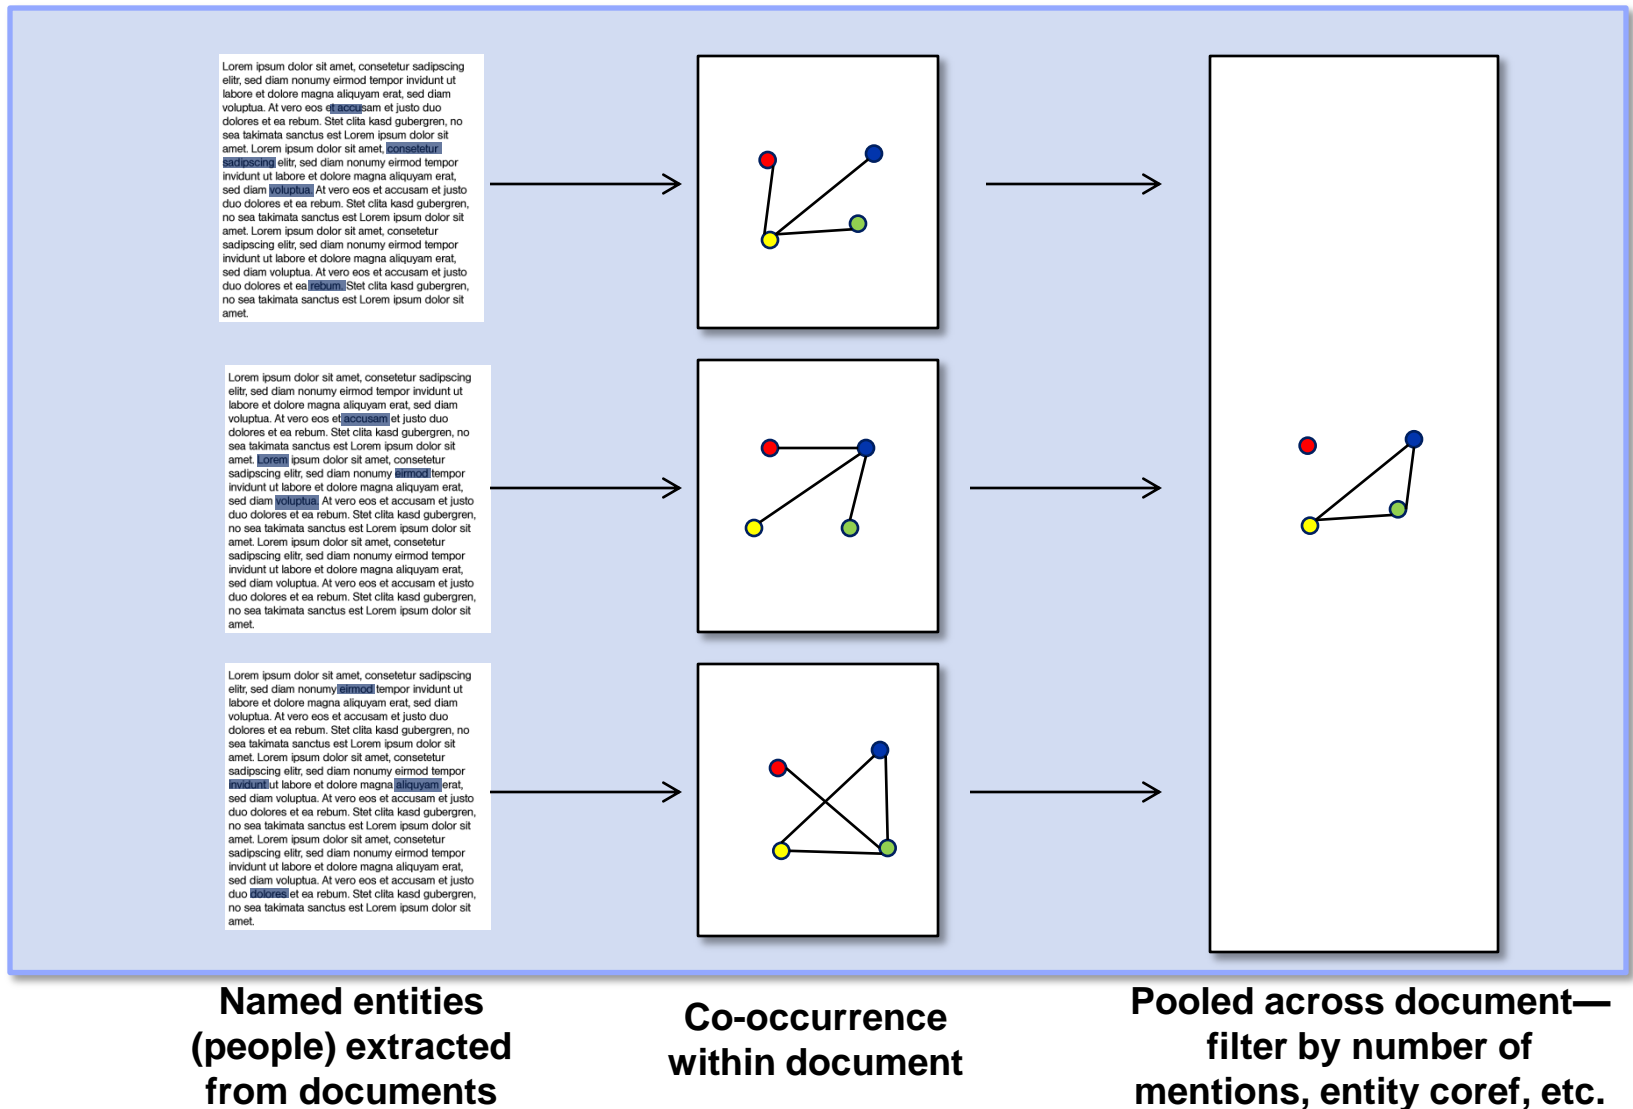 Lorem ipsum dolor sit amet, consetetur sadipscing
elitr, sed diam nonumy eirmod tempor invidunt ut
labore et dolore magna aliquyam erat, sed diam
voluptua. At vero eos et accusam et justo duo
dolores et ea rebum. Stet clita kasd gubergren, no
sea takimata sanctus est Lorem ipsum dolor sit
amet. Lorem ipsum dolor sit amet, consetetur
sadipscing elitr, sed diam nonumy eirmod tempor
invidunt ut labore et dolore magna aliquyam erat,
sed diam voluptua. At vero eos et accusam et justo
duo dolores et ea rebum. Stet clita kasd gubergren,
no sea takimata sanctus est Lorem ipsum dolor sit
amet. Lorem ipsum dolor sit amet, consetetur
sadipscing elitr, sed diam nonumy eirmod tempor
invidunt ut labore et dolore magna aliquyam erat,
sed diam voluptua. At vero eos et accusam et justo
duo dolores et ea rebum. Stet clita kasd gubergren,
no sea takimata sanctus est Lorem ipsum dolor sit
amet.
Lorem ipsum dolor sit amet, consetetur sadipscing
elitr, sed diam nonumy eirmod tempor invidunt ut
labore et dolore magna aliquyam erat, sed diam
voluptua. At vero eos et accusam et justo duo
dolores et ea rebum. Stet clita kasd gubergren, no
sea takimata sanctus est Lorem ipsum dolor sit
amet. Lorem ipsum dolor sit amet, consetetur
sadipscing elitr, sed diam nonumy eirmod tempor
invidunt ut labore et dolore magna aliquyam erat,
sed diam voluptua. At vero eos et accusam et justo
duo dolores et ea rebum. Stet clita kasd gubergren,
no sea takimata sanctus est Lorem ipsum dolor sit
amet. Lorem ipsum dolor sit amet, consetetur
sadipscing elitr, sed diam nonumy eirmod tempor
invidunt ut labore et dolore magna aliquyam erat,
sed diam voluptua. At vero eos et accusam et justo
duo dolores et ea rebum. Stet clita kasd gubergren,
no sea takimata sanctus est Lorem ipsum dolor sit
amet.
Lorem ipsum dolor sit amet, consetetur sadipscing
elitr, sed diam nonumy eirmod tempor invidunt ut
labore et dolore magna aliquyam erat, sed diam
voluptua. At vero eos et accusam et justo duo
dolores et ea rebum. Stet clita kasd gubergren, no
sea takimata sanctus est Lorem ipsum dolor sit
amet. Lorem ipsum dolor sit amet, consetetur
sadipscing elitr, sed diam nonumy eirmod tempor
invidunt ut labore et dolore magna aliquyam erat,
sed diam voluptua. At vero eos et accusam et justo
duo dolores et ea rebum. Stet clita kasd gubergren,
no sea takimata sanctus est Lorem ipsum dolor sit
amet. Lorem ipsum dolor sit amet, consetetur
sadipscing elitr, sed diam nonumy eirmod tempor
invidunt ut labore et dolore magna aliquyam erat,
sed diam voluptua. At vero eos et accusam et justo
duo dolores et ea rebum. Stet clita kasd gubergren,
no sea takimata sanctus est Lorem ipsum dolor sit
amet.
Named entities
(people) extracted
from documents
Co-occurrence
within document
Pooled across document—
filter by number of
mentions, entity coref, etc.